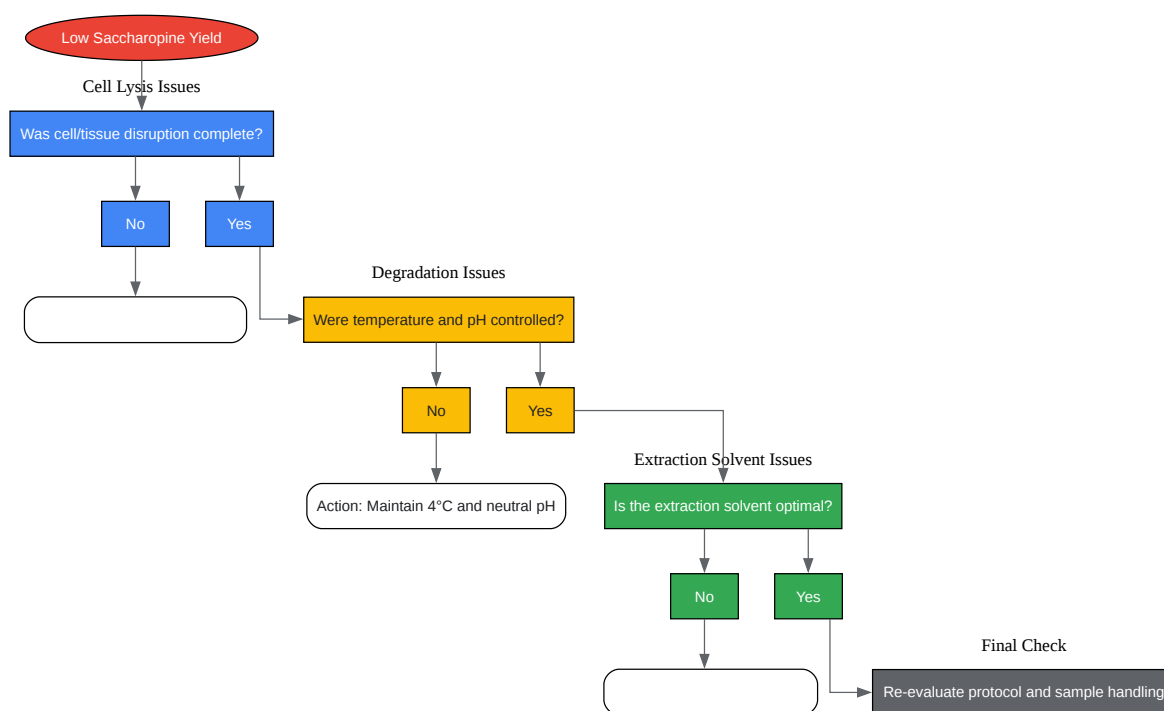 Low Saccharopine Yield
Cell Lysis Issues
Was cell/tissue disruption complete?
No
Yes
Degradation Issues
Were temperature and pH controlled?
No
Yes
Action: Maintain 4°C and neutral pH
Extraction Solvent Issues
Is the extraction solvent optimal?
No
Yes
Final Check
Re-evaluate protocol and sample handling